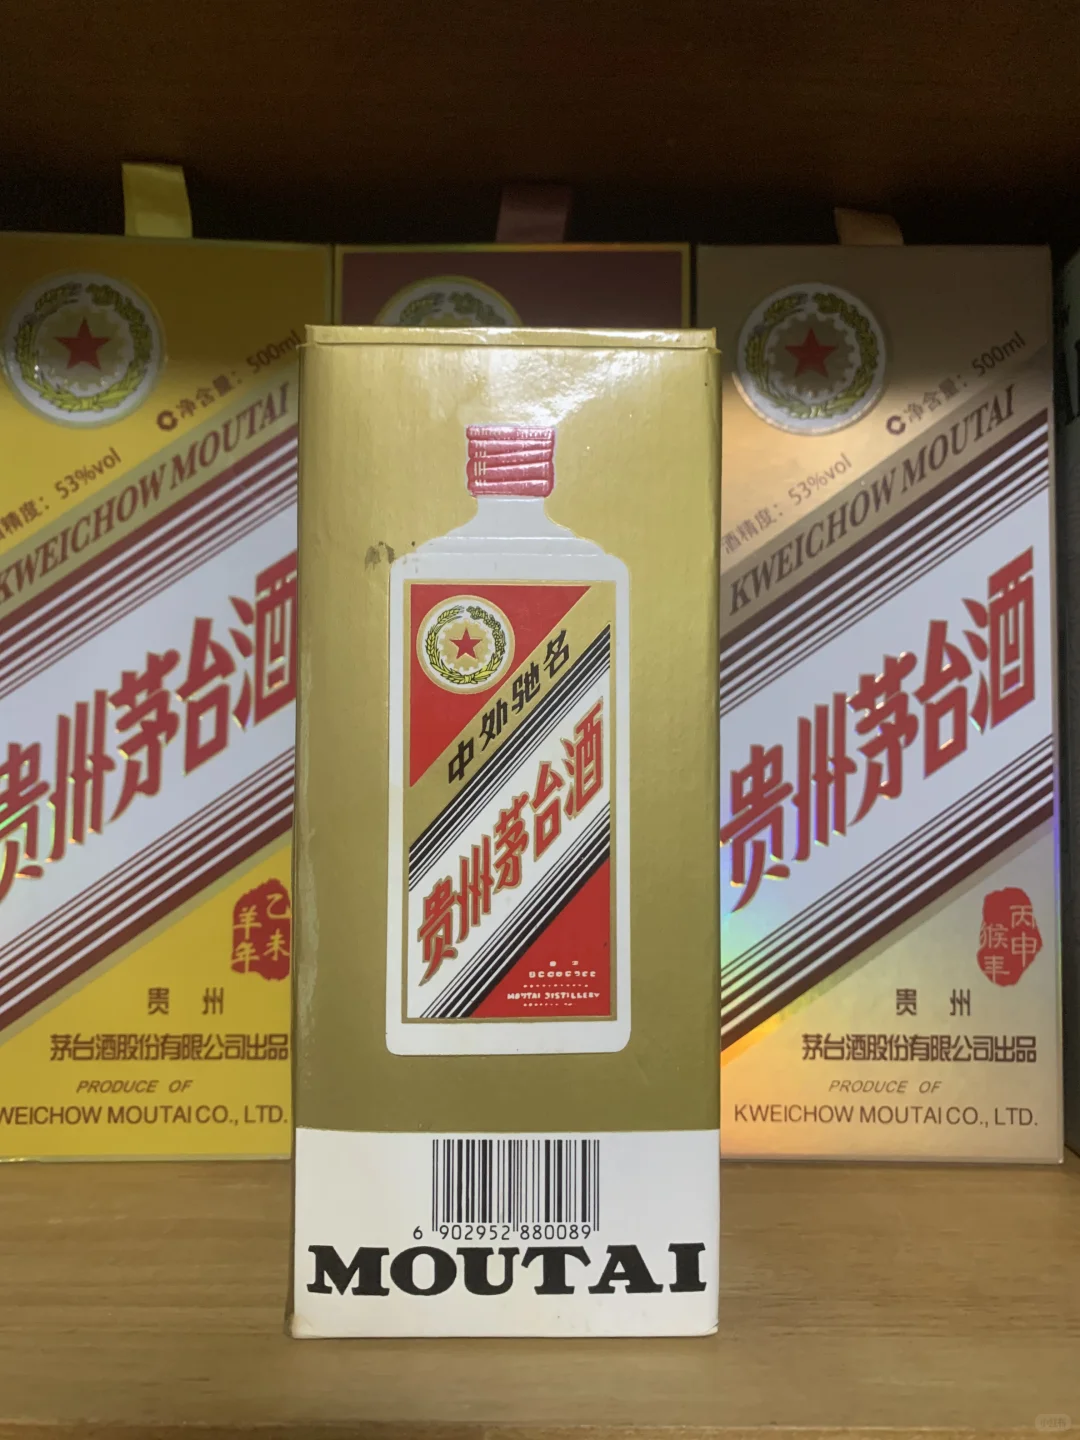 净含量：500ml
53%vol
KWEICHOW MOUTAI
贵州茅台酒
乙未
羊年
贵州
茅台酒股份有限公司出品
PRODUCE OF
WEICHOW MOUTAI CO., LTD.
中外驰名
贵州茅台酒
MOUTAI DISTILLERY
6 902952 880089
MOUTAI
净含量：500ml
酒精度：53%vol
KWEICHOW MOUTAI
贵州茅台酒
丙申
猴年
贵州
茅台酒股份有限公司出品
PRODUCE OF
KWEICHOW MOUTAI CO., LTD.
小红书